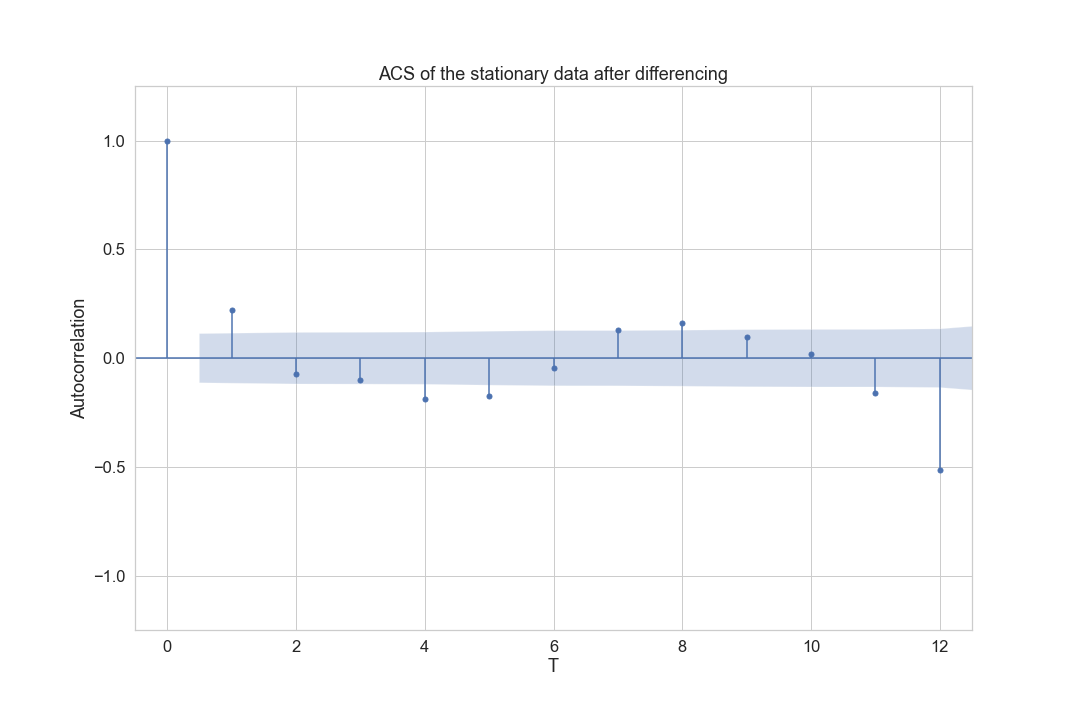 ACS of the stationary data after differencing
1.0
0.5
0.0
−0.5
−1.0
Autocorrelation
0 2 4 6 8 10 12
T